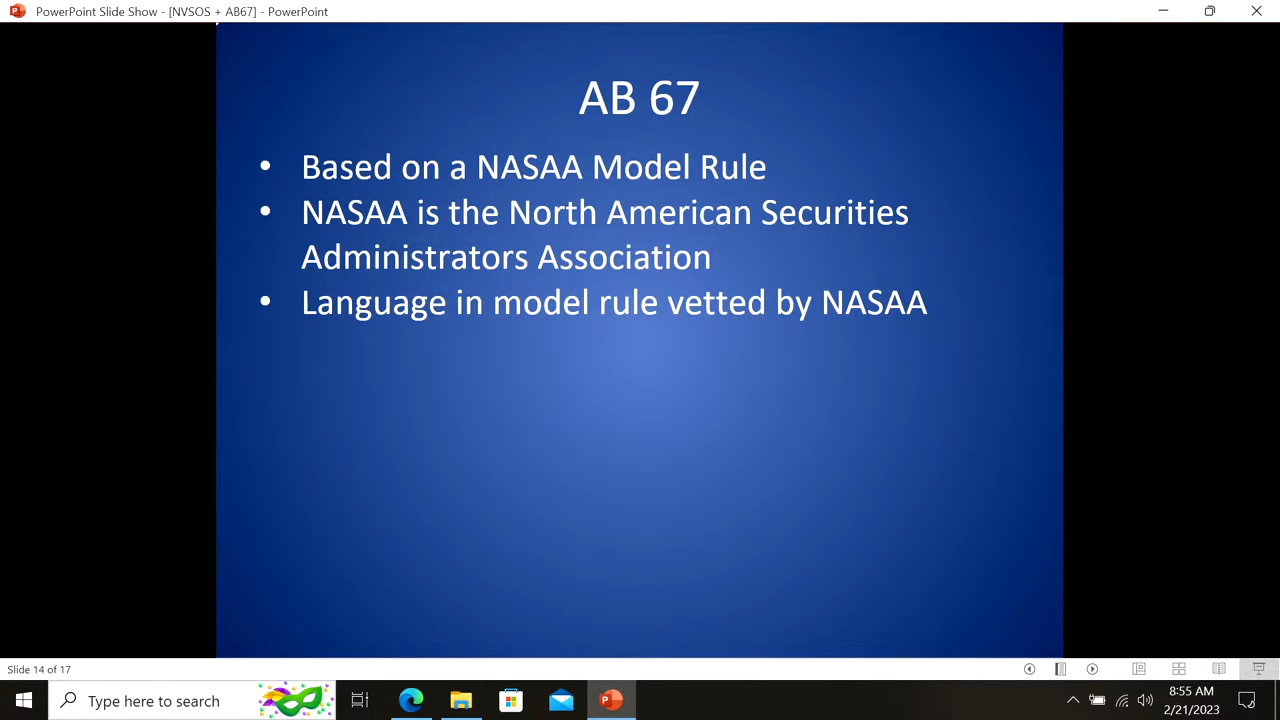 PowerPoint Slide Show - [NVSOS + AB67] - PowerPoint
AB 67
• Based on a NASAA Model Rule
• NASAA is the North American Securities
Administrators Association
• Language in model rule vetted by NASAA
Slide 14 of 17
Type here to search
8:55 AM
2/21/2023